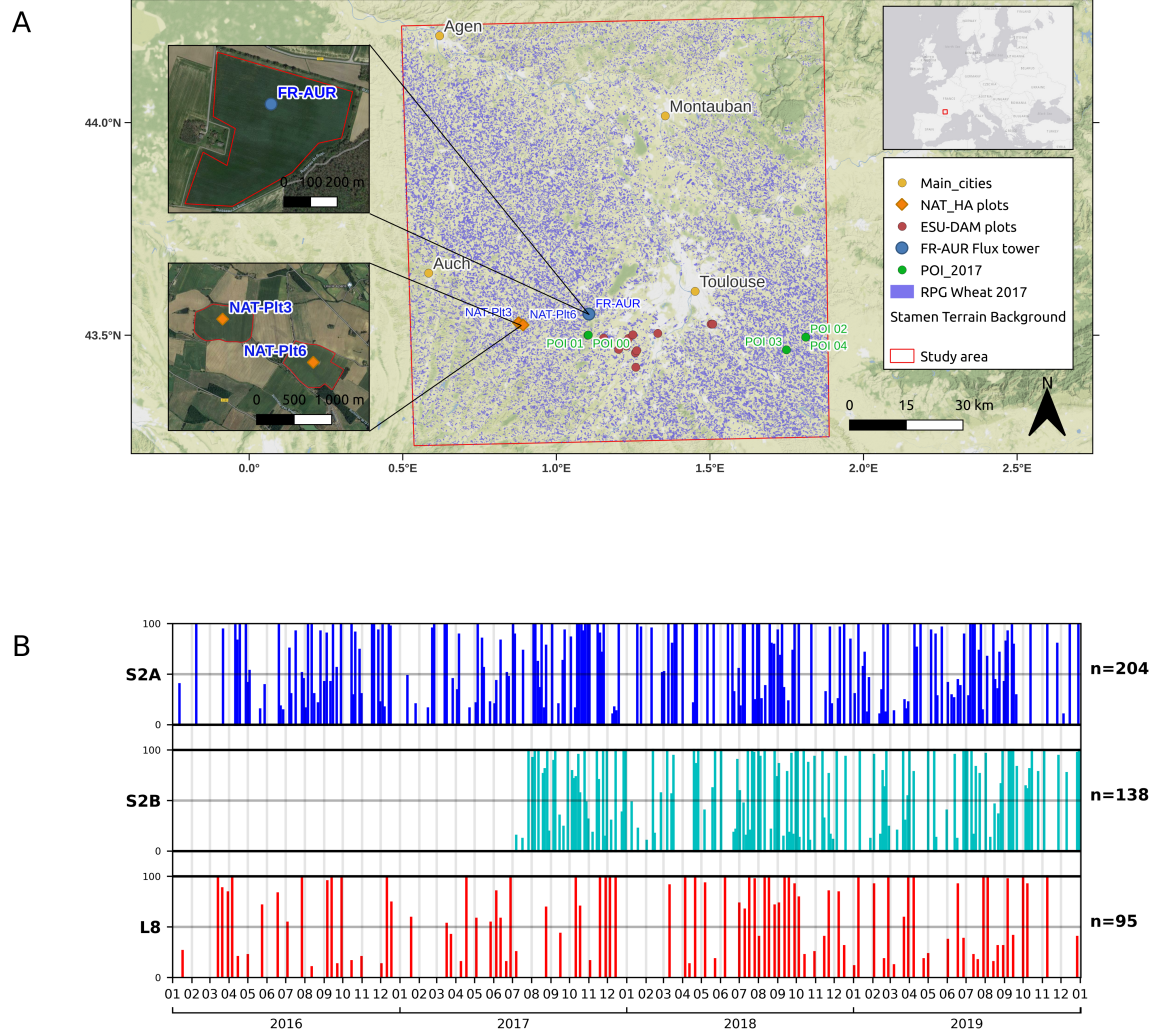 A
Agen
Montauban
Auch
Toulouse
44.0°N
43.5°N
FR-AUR
0 100 200 m
NAT-Plt3
NAT-Plt6
0 500 1 000 m
FR-AUR
NAT-Plt3 NAT-Plt6
POI 01 POI 00
POI 02
POI 03
POI 04
Main_cities
NAT_HA plots
ESU-DAM plots
FR-AUR Flux tower
POI_2017
RPG Wheat 2017
Stamen Terrain Background
Study area
0 15 30 km
N
0.0° 0.5°E 1.0°E 1.5°E 2.0°E 2.5°E
B
100
S2A
0
n=204
100
S2B
0
n=138
100
L8
0
n=95
01 02 03 04 05 06 07 08 09 10 11 12 01 02 03 04 05 06 07 08 09 10 11 12 01 02 03 04 05 06 07 08 09 10 11 12 01 02 03 04 05 06 07 08 09 10 11 12 01
2016 2017 2018 2019